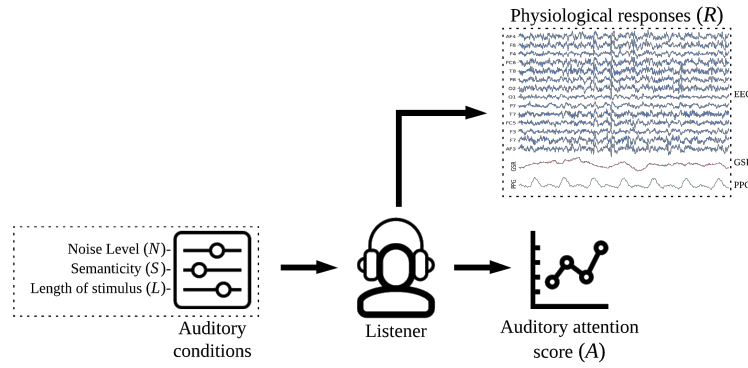 Physiological responses (R)
AF4
F8
F4
FC6
T8
P8
O2
O1
P7
T7
FC5
F3
F7
AF3
EEG
GSR
GSR
PPG
PPG
Noise Level (N)-
Semanticity (S)-
Length of stimulus (L)-
Auditory
conditions
Listener
Auditory attention
score (A)